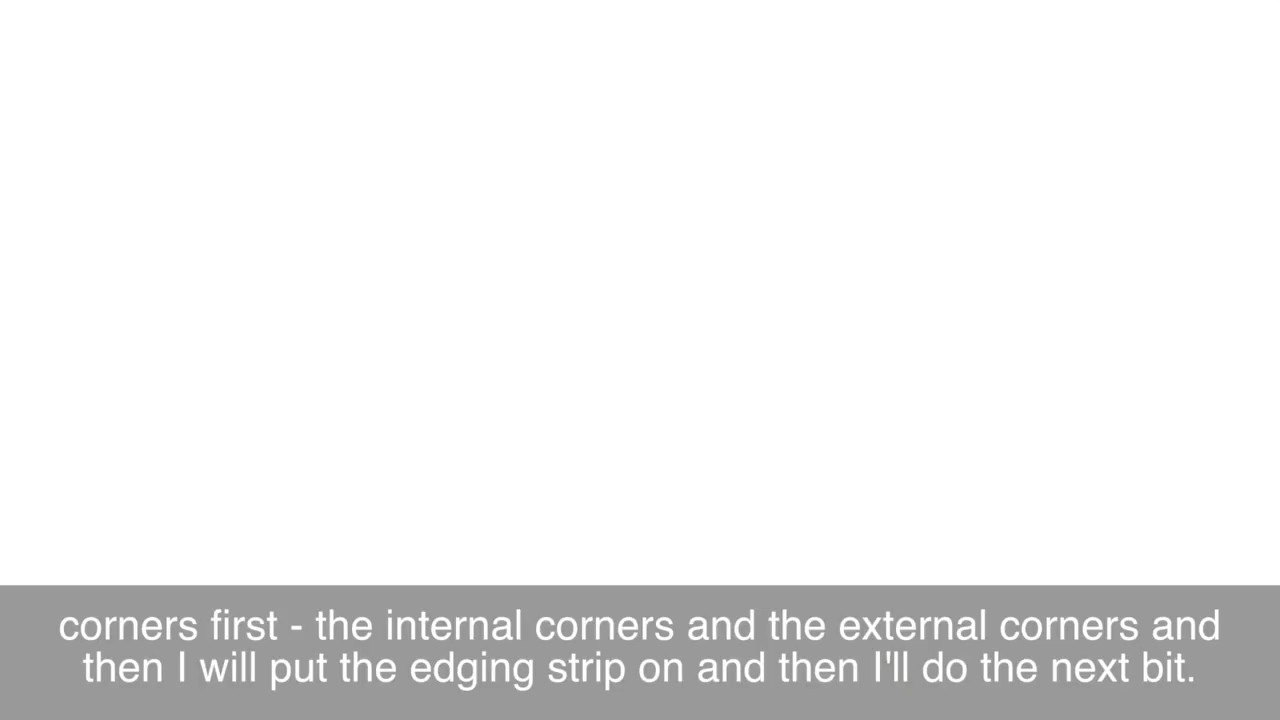 corners first - the internal corners and the external corners and
then I will put the edging strip on and then I'll do the next bit.